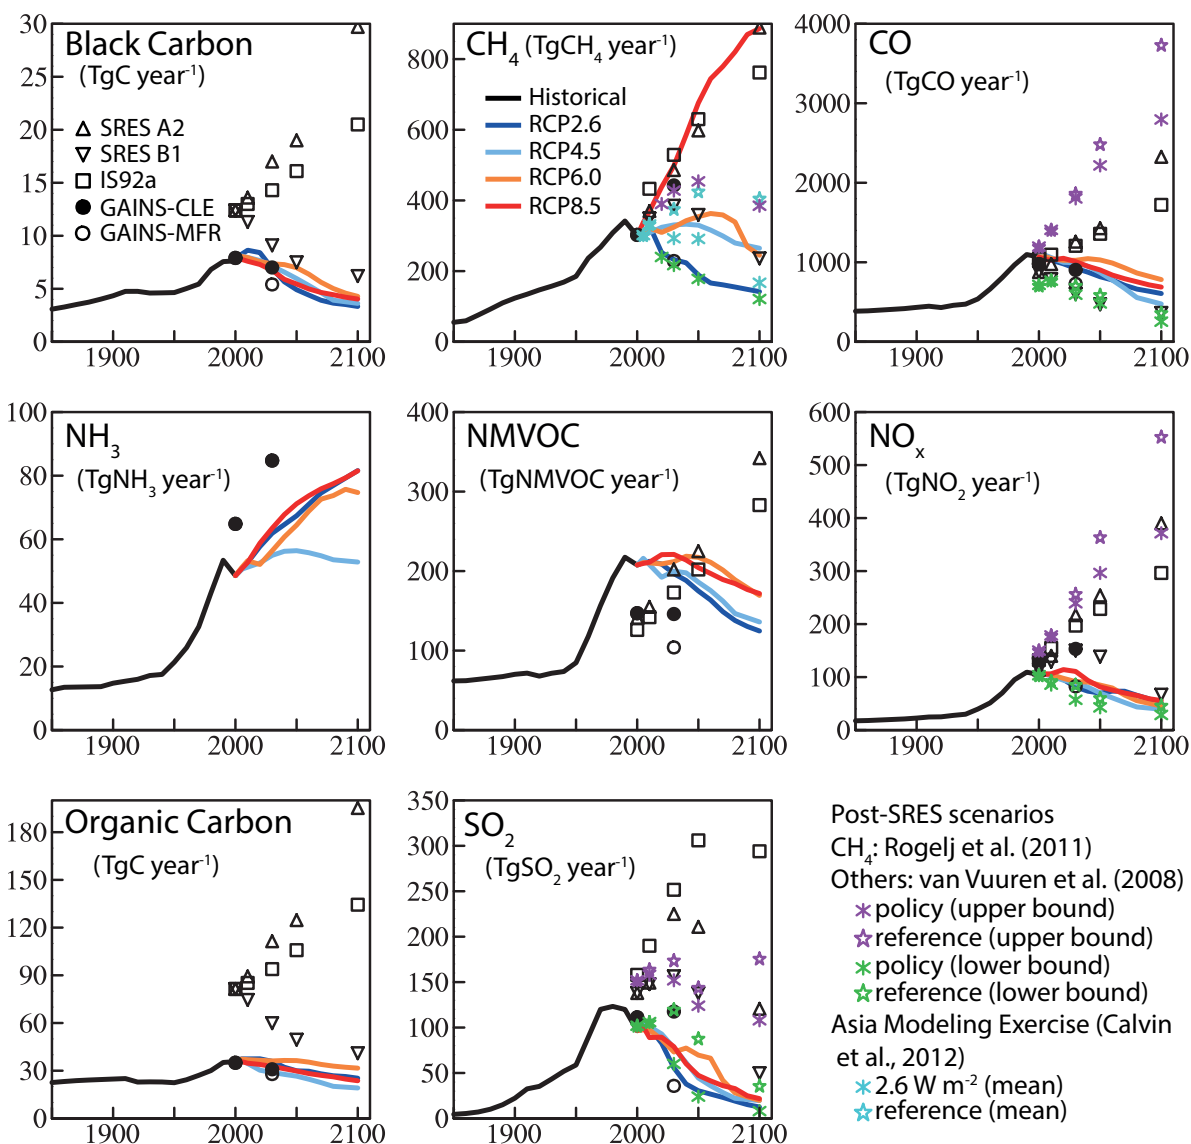 Black Carbon
(TgC year⁻¹)
30
25
20
15
10
5
0
△ SRES A2
▽ SRES B1
□ IS92a
● GAINS-CLE
○ GAINS-MFR
1900 2000 2100
CH₄ (TgCH₄ year⁻¹)
800
600
400
200
0
Historical
RCP2.6
RCP4.5
RCP6.0
RCP8.5
1900 2000 2100
CO
(TgCO year⁻¹)
4000
3000
2000
1000
0
1900 2000 2100
NH₃
(TgNH₃ year⁻¹)
100
80
60
40
20
0
1900 2000 2100
NMVOC
(TgNMVOC year⁻¹)
400
300
200
100
0
1900 2000 2100
NOₓ
(TgNO₂ year⁻¹)
600
500
400
300
200
100
0
1900 2000 2100
Organic Carbon
(TgC year⁻¹)
180
150
120
90
60
30
0
1900 2000 2100
SO₂
(TgSO₂ year⁻¹)
350
300
250
200
150
100
50
0
1900 2000 2100
Post-SRES scenarios
CH₄: Rogelj et al. (2011)
Others: van Vuuren et al. (2008)
policy (upper bound)
reference (upper bound)
policy (lower bound)
reference (lower bound)
Asia Modeling Exercise (Calvin
et al., 2012)
2.6 W m⁻² (mean)
reference (mean)